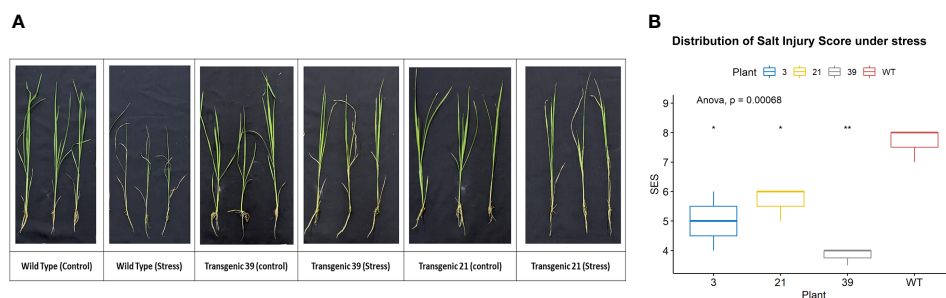 A
Wild Type (Control)
Wild Type (Stress)
Transgenic 39 (control)
Transgenic 39 (Stress)
Transgenic 21 (control)
Transgenic 21 (Stress)
B
Distribution of Salt Injury Score under stress
Plant 3 21 39 WT
Anova, p = 0.00068
* * **
9
8
7
6
5
4
SES
3 21 39 WT
Plant